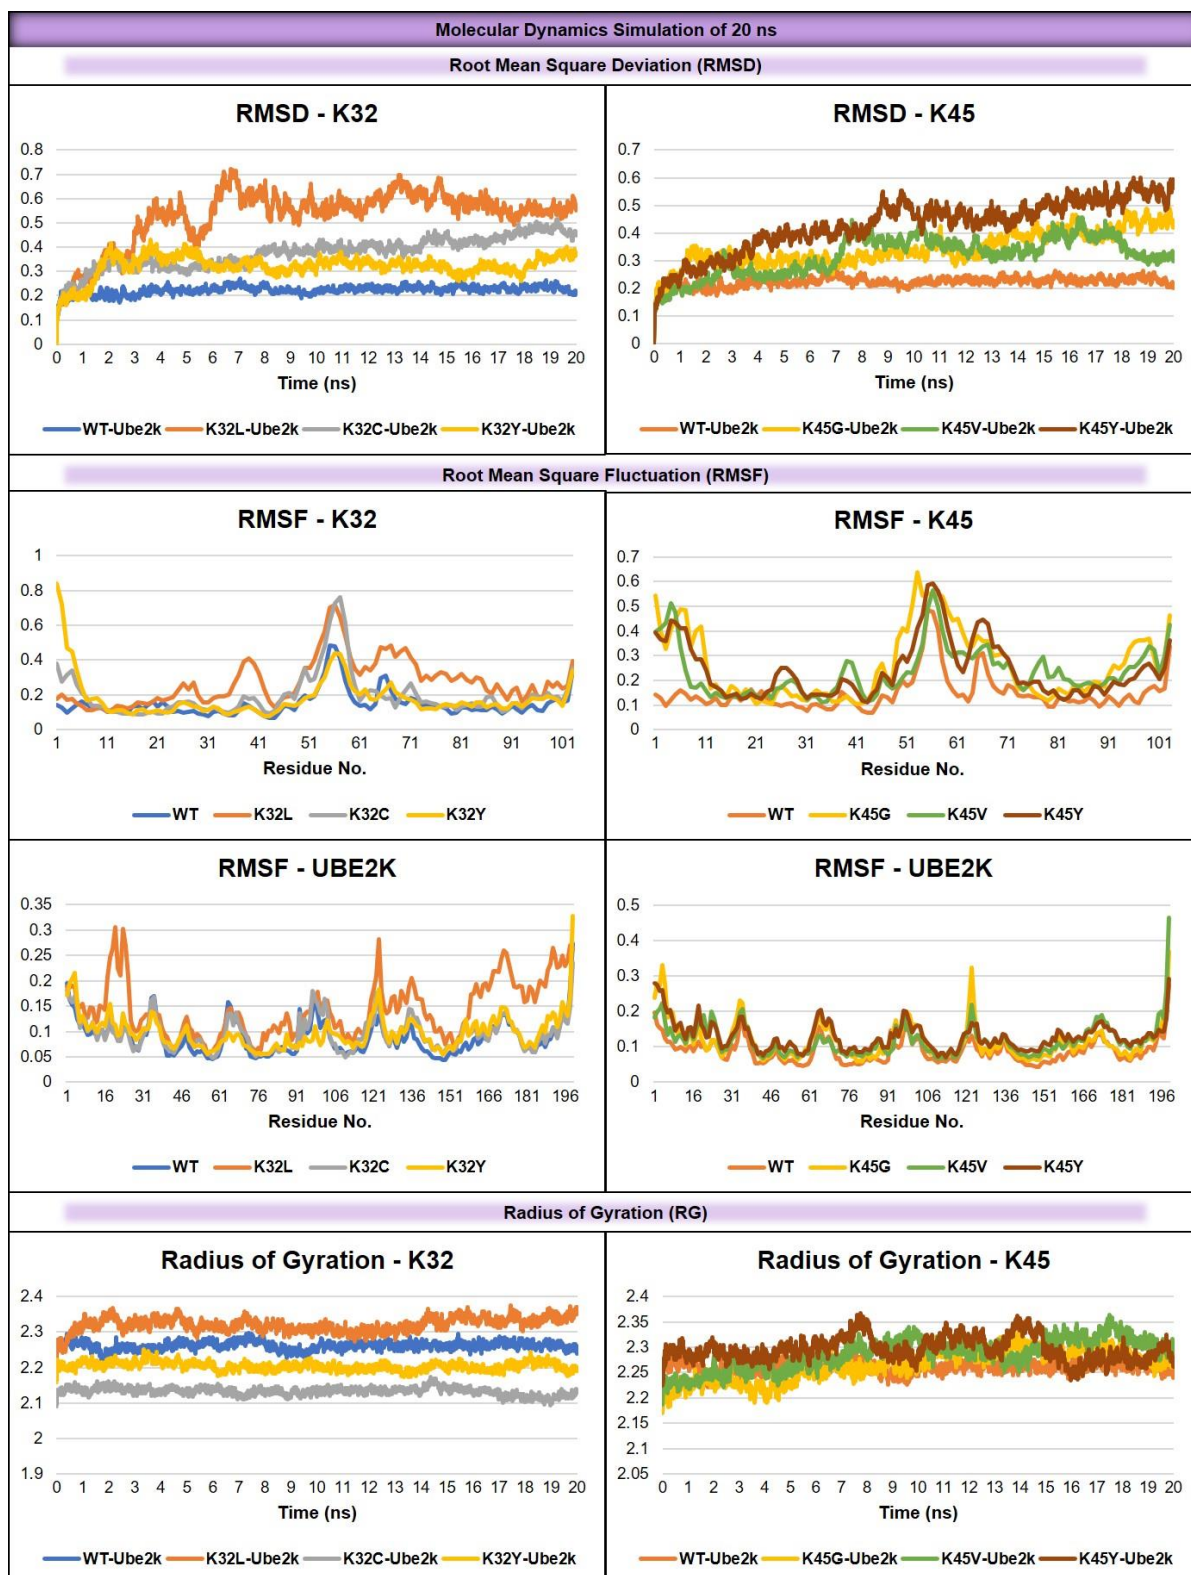 Molecular Dynamics Simulation of 20 ns
Root Mean Square Deviation (RMSD)
RMSD - K32
0.8
0.7
0.6
0.5
0.4
0.3
0.2
0.1
0
0 1 2 3 4 5 6 7 8 9 10 11 12 13 14 15 16 17 18 19 20
Time (ns)
WT-Ube2k K32L-Ube2k K32C-Ube2k K32Y-Ube2k
RMSD - K45
0.7
0.6
0.5
0.4
0.3
0.2
0.1
0
0 1 2 3 4 5 6 7 8 9 10 11 12 13 14 15 16 17 18 19 20
Time (ns)
WT-Ube2k K45G-Ube2k K45V-Ube2k K45Y-Ube2k
Root Mean Square Fluctuation (RMSF)
RMSF - K32
1
0.8
0.6
0.4
0.2
0
1 11 21 31 41 51 61 71 81 91 101
Residue No.
WT K32L K32C K32Y
RMSF - K45
0.7
0.6
0.5
0.4
0.3
0.2
0.1
0
1 11 21 31 41 51 61 71 81 91 101
Residue No.
WT K45G K45V K45Y
RMSF - UBE2K
0.35
0.3
0.25
0.2
0.15
0.1
0.05
0
1 16 31 46 61 76 91 106 121 136 151 166 181 196
Residue No.
WT K32L K32C K32Y
RMSF - UBE2K
0.5
0.4
0.3
0.2
0.1
0
1 16 31 46 61 76 91 106 121 136 151 166 181 196
Residue No.
WT K45G K45V K45Y
Radius of Gyration (RG)
Radius of Gyration - K32
2.4
2.3
2.2
2.1
2
1.9
0 1 2 3 4 5 6 7 8 9 10 11 12 13 14 15 16 17 18 19 20
Time (ns)
WT-Ube2k K32L-Ube2k K32C-Ube2k K32Y-Ube2k
Radius of Gyration - K45
2.4
2.35
2.3
2.25
2.2
2.15
2.1
2.05
0 1 2 3 4 5 6 7 8 9 10 11 12 13 14 15 16 17 18 19 20
Time (ns)
WT-Ube2k K45G-Ube2k K45V-Ube2k K45Y-Ube2k